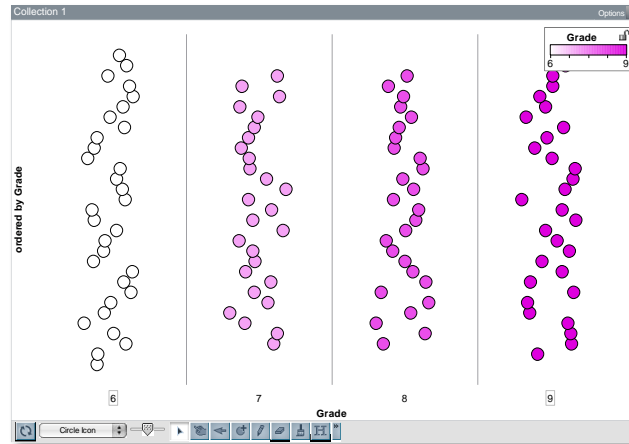 Collection 1
Options
Grade
6 9
ordered by Grade
6 7 8 9
Grade
Circle Icon